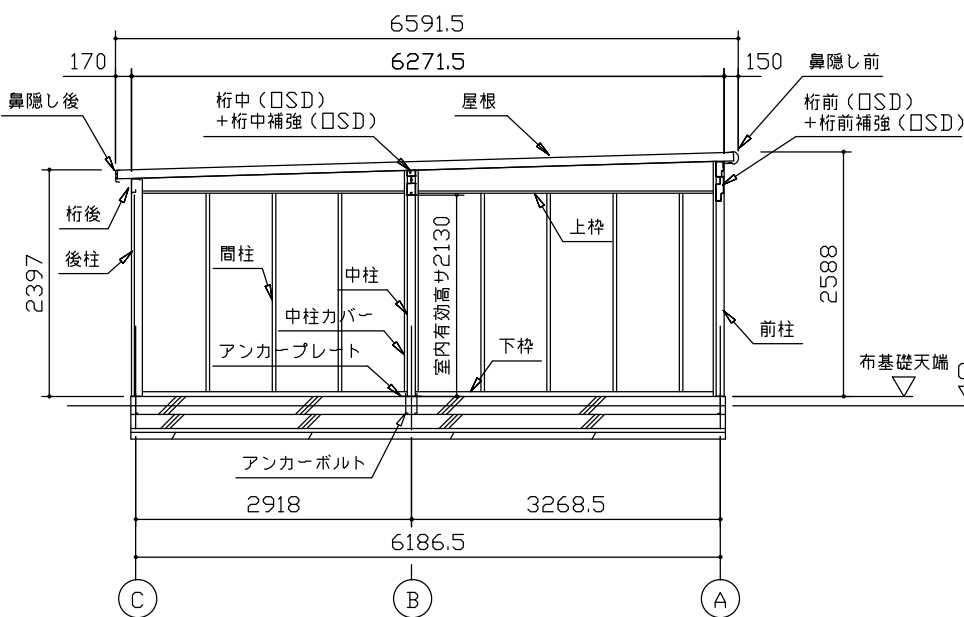 6591.5
170
6271.5
150
鼻隠し前
鼻隠し後
桁中（□SD）
＋桁中補強（□SD）
屋根
桁前（□SD）
＋桁前補強（□SD）
桁後
上枠
後柱
間柱
中柱
2397
室内有効高サ2130
2588
中柱カバー
アンカープレート
下枠
前柱
布基礎天端
アンカーボルト
2918
3268.5
6186.5
C
B
A